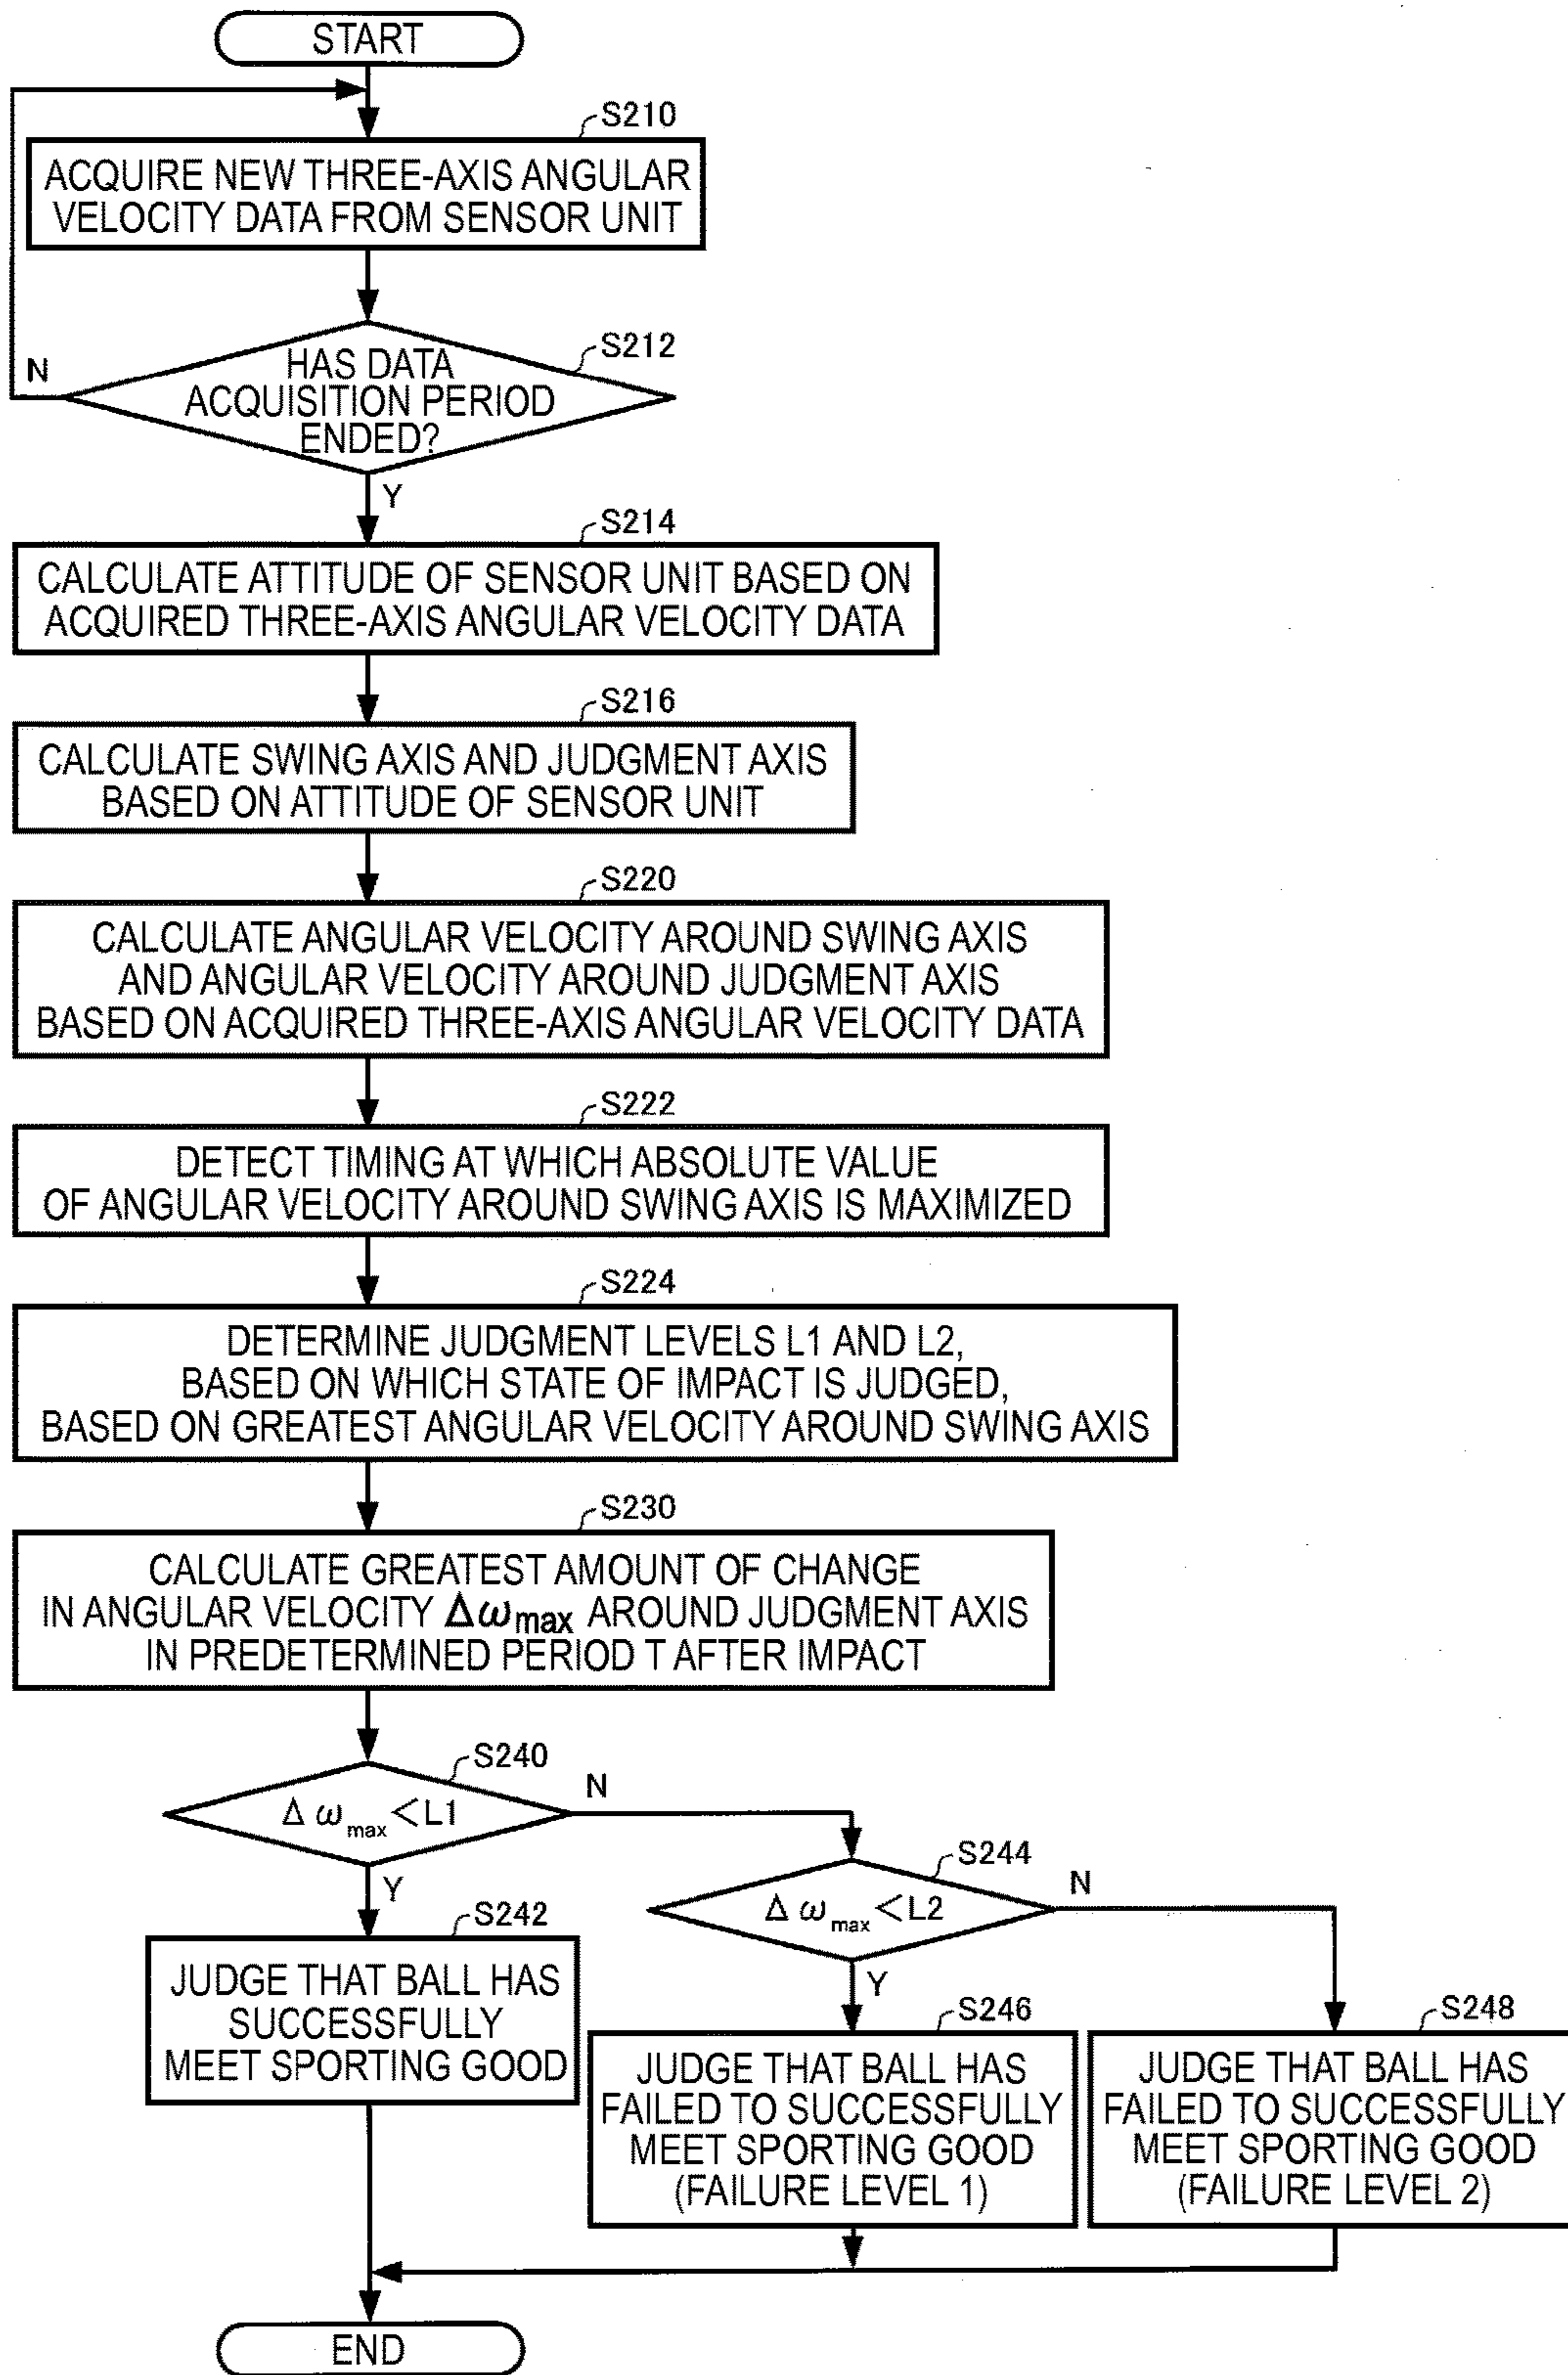 START
S210
ACQUIRE NEW THREE-AXIS ANGULAR
VELOCITY DATA FROM SENSOR UNIT
S212
N
HAS DATA
ACQUISITION PERIOD
ENDED?
Y
S214
CALCULATE ATTITUDE OF SENSOR UNIT BASED ON
ACQUIRED THREE-AXIS ANGULAR VELOCITY DATA
S216
CALCULATE SWING AXIS AND JUDGMENT AXIS
BASED ON ATTITUDE OF SENSOR UNIT
S220
CALCULATE ANGULAR VELOCITY AROUND SWING AXIS
AND ANGULAR VELOCITY AROUND JUDGMENT AXIS
BASED ON ACQUIRED THREE-AXIS ANGULAR VELOCITY DATA
S222
DETECT TIMING AT WHICH ABSOLUTE VALUE
OF ANGULAR VELOCITY AROUND SWING AXIS IS MAXIMIZED
S224
DETERMINE JUDGMENT LEVELS L1 AND L2,
BASED ON WHICH STATE OF IMPACT IS JUDGED,
BASED ON GREATEST ANGULAR VELOCITY AROUND SWING AXIS
S230
CALCULATE GREATEST AMOUNT OF CHANGE
IN ANGULAR VELOCITY Δωmax AROUND JUDGMENT AXIS
IN PREDETERMINED PERIOD T AFTER IMPACT
S240
Δωmax<L1
N
Y
S244
Δωmax<L2
N
Y
S242
JUDGE THAT BALL HAS
SUCCESSFULLY
MEET SPORTING GOOD
S246
JUDGE THAT BALL HAS
FAILED TO SUCCESSFULLY
MEET SPORTING GOOD
(FAILURE LEVEL 1)
S248
JUDGE THAT BALL HAS
FAILED TO SUCCESSFULLY
MEET SPORTING GOOD
(FAILURE LEVEL 2)
END